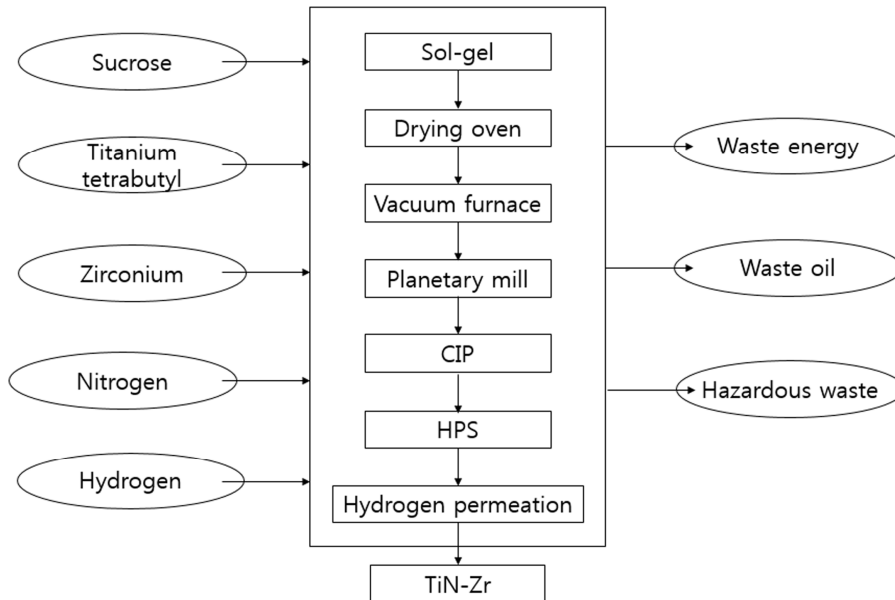 Sucrose
Titanium
tetrabutyl
Zirconium
Nitrogen
Hydrogen
Sol-gel
Drying oven
Vacuum furnace
Planetary mill
CIP
HPS
Hydrogen permeation
TiN-Zr
Waste energy
Waste oil
Hazardous waste